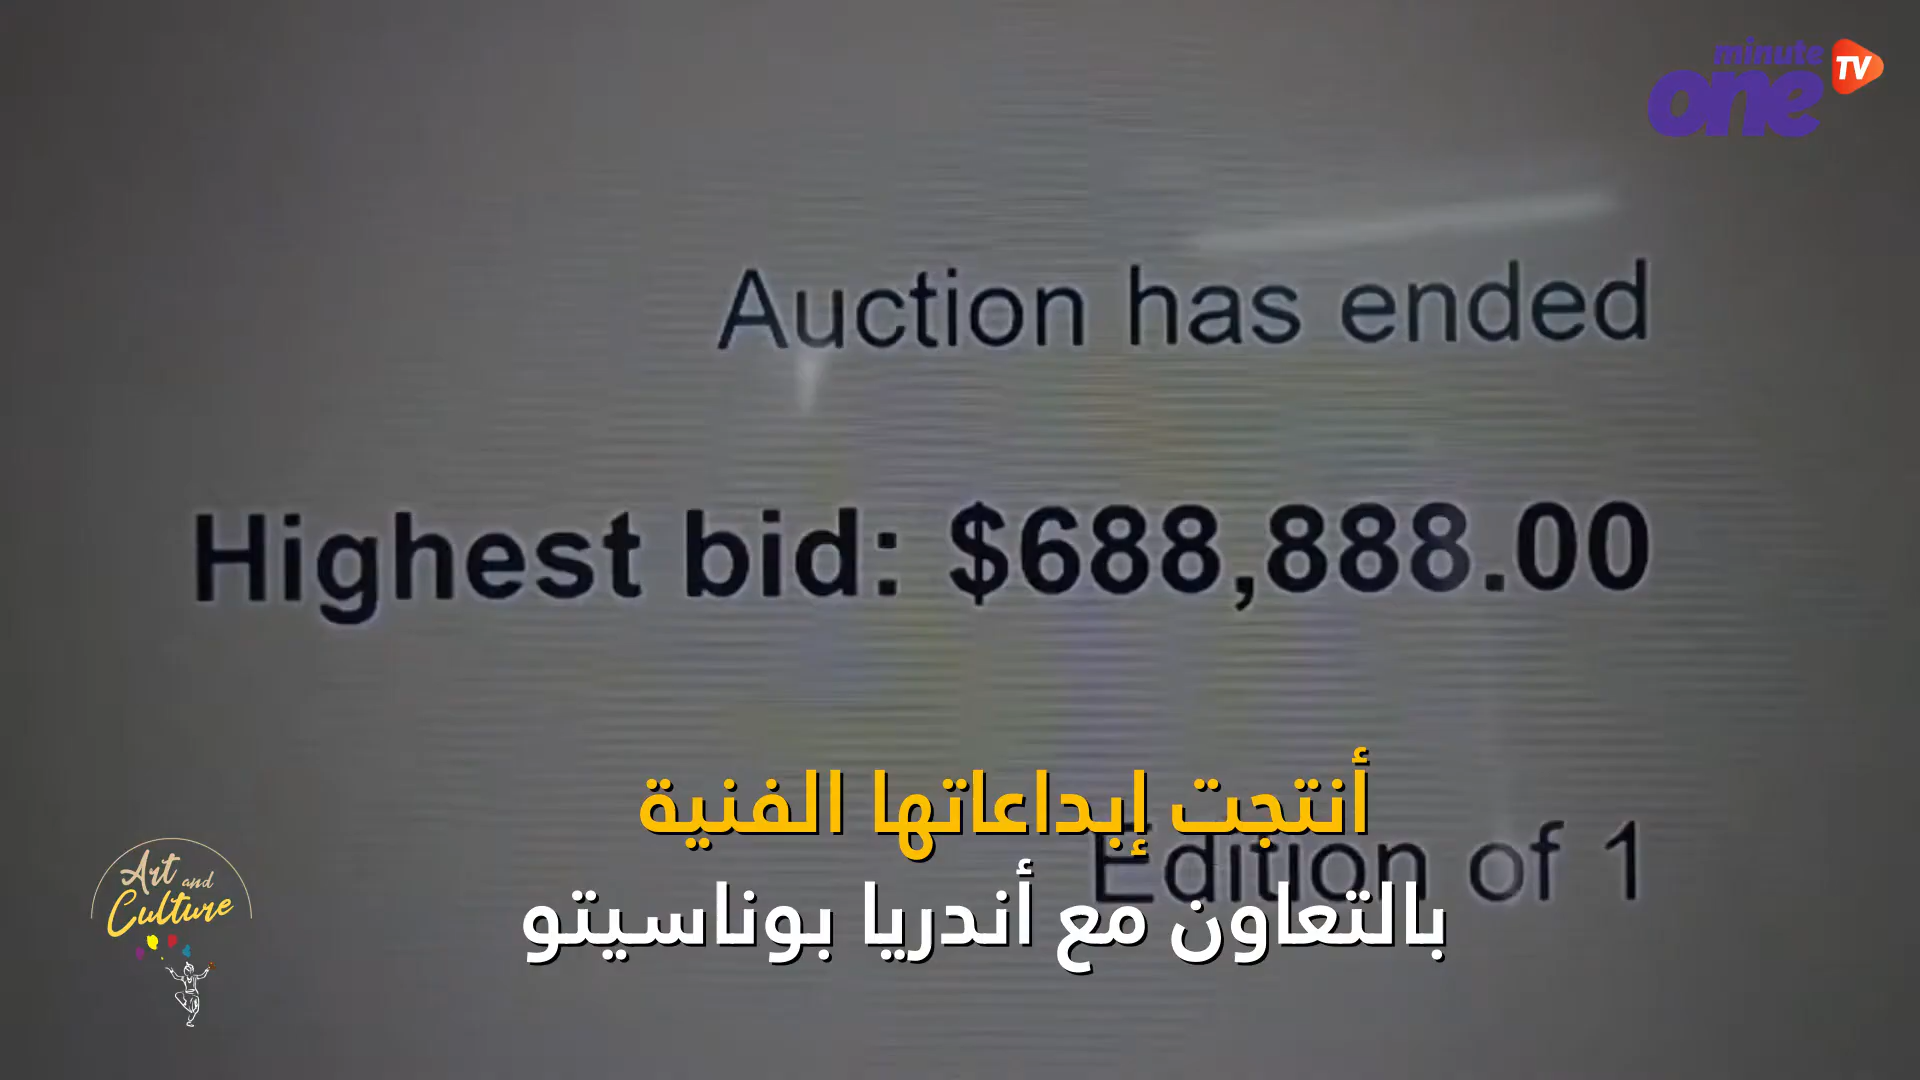 minute
one TV
Auction has ended
Highest bid: $688,888.00
أنتجت إبداعاتها الفنية
Edition of 1
بالتعاون مع أندريا بوناسيتو
Art and
Culture